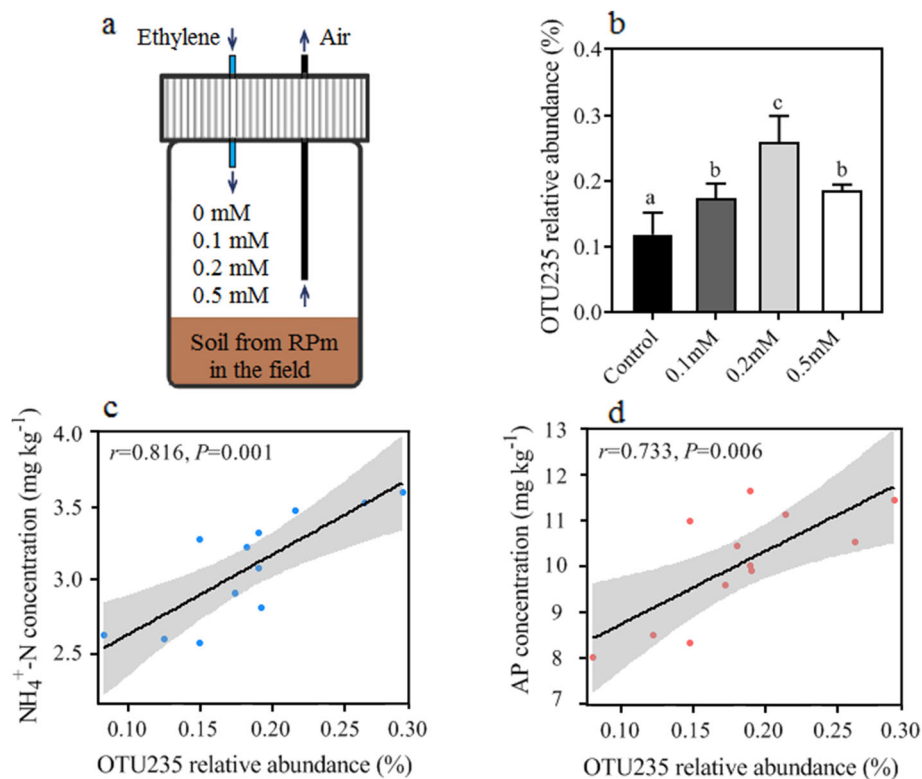 a
Ethylene
Air
0 mM
0.1 mM
0.2 mM
0.5 mM
Soil from RPm
in the field
b
OTU235 relative abundance (%)
0.4
0.3
0.2
0.1
0.0
a
b
c
b
Control
0.1mM
0.2mM
0.5mM
c
r=0.816, P=0.001
NH₄⁺-N concentration (mg kg⁻¹)
4.0
3.5
3.0
2.5
0.10
0.15
0.20
0.25
0.30
OTU235 relative abundance (%)
d
r=0.733, P=0.006
AP concentration (mg kg⁻¹)
13
12
11
10
9
8
7
0.10
0.15
0.20
0.25
0.30
OTU235 relative abundance (%)